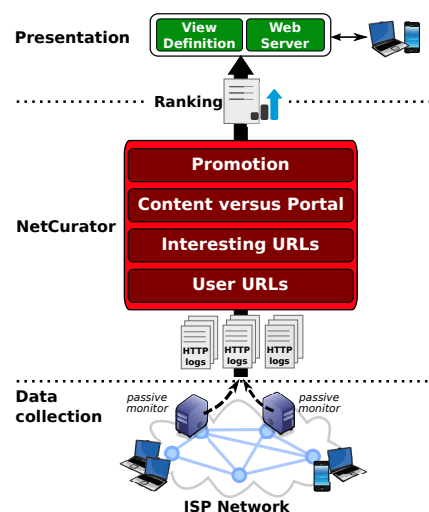 Presentation
View
Definition
Web
Server
Ranking
NetCurator
Promotion
Content versus Portal
Interesting URLs
User URLs
HTTP
logs
HTTP
logs
HTTP
logs
Data
collection
passive
monitor
passive
monitor
ISP Network